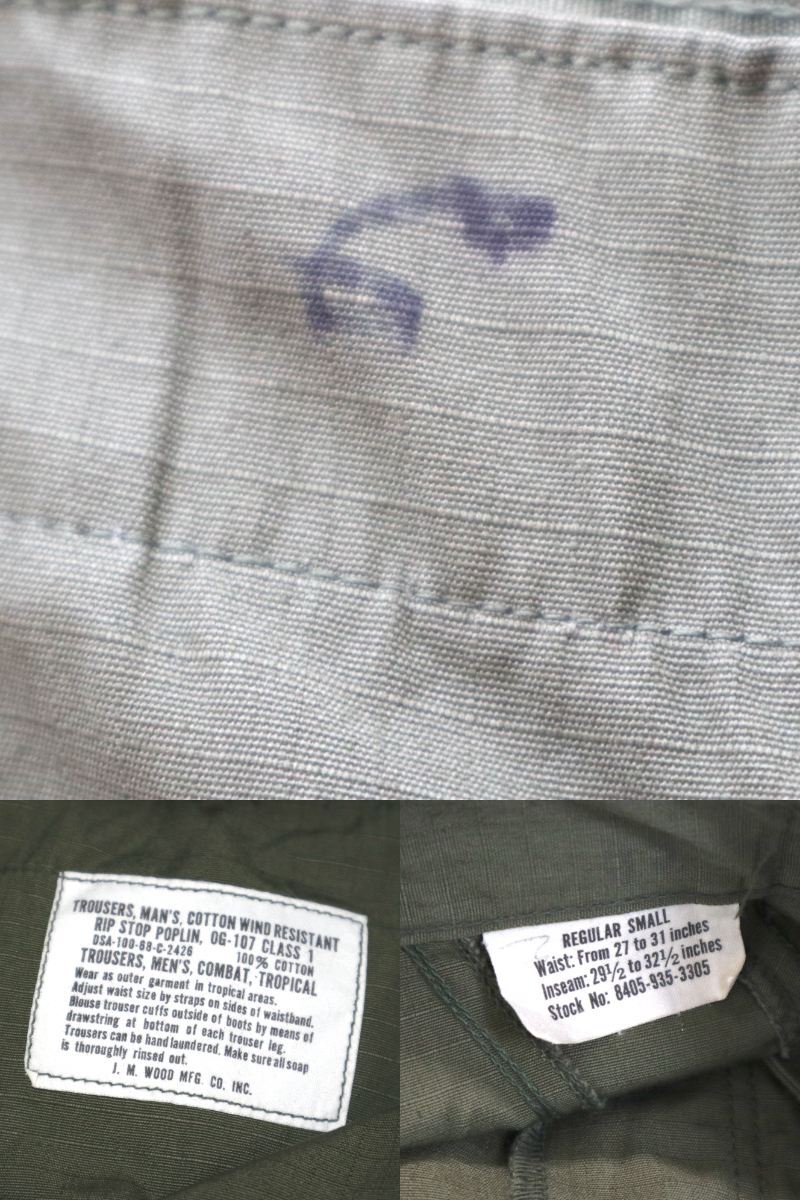 TROUSERS, MAN'S, COTTON WIND RESISTANT
RIP STOP POPLIN, OG-107 CLASS 1
DSA-100-68-C-2426 100% COTTON
TROUSERS, MEN'S, COMBAT, TROPICAL
Wear as outer garment in tropical areas.
Adjust waist size by straps on sides of waistband.
Blouse trouser cuffs outside of boots by means of
drawstring at bottom of each trouser leg.
Trousers can be hand laundered. Make sure all soap
is thoroughly rinsed out.
J. M. WOOD MFG. CO. INC.
REGULAR SMALL
Waist: From 27 to 31 inches
Inseam: 29½ to 32½ inches
Stock No: 8405-935-3305